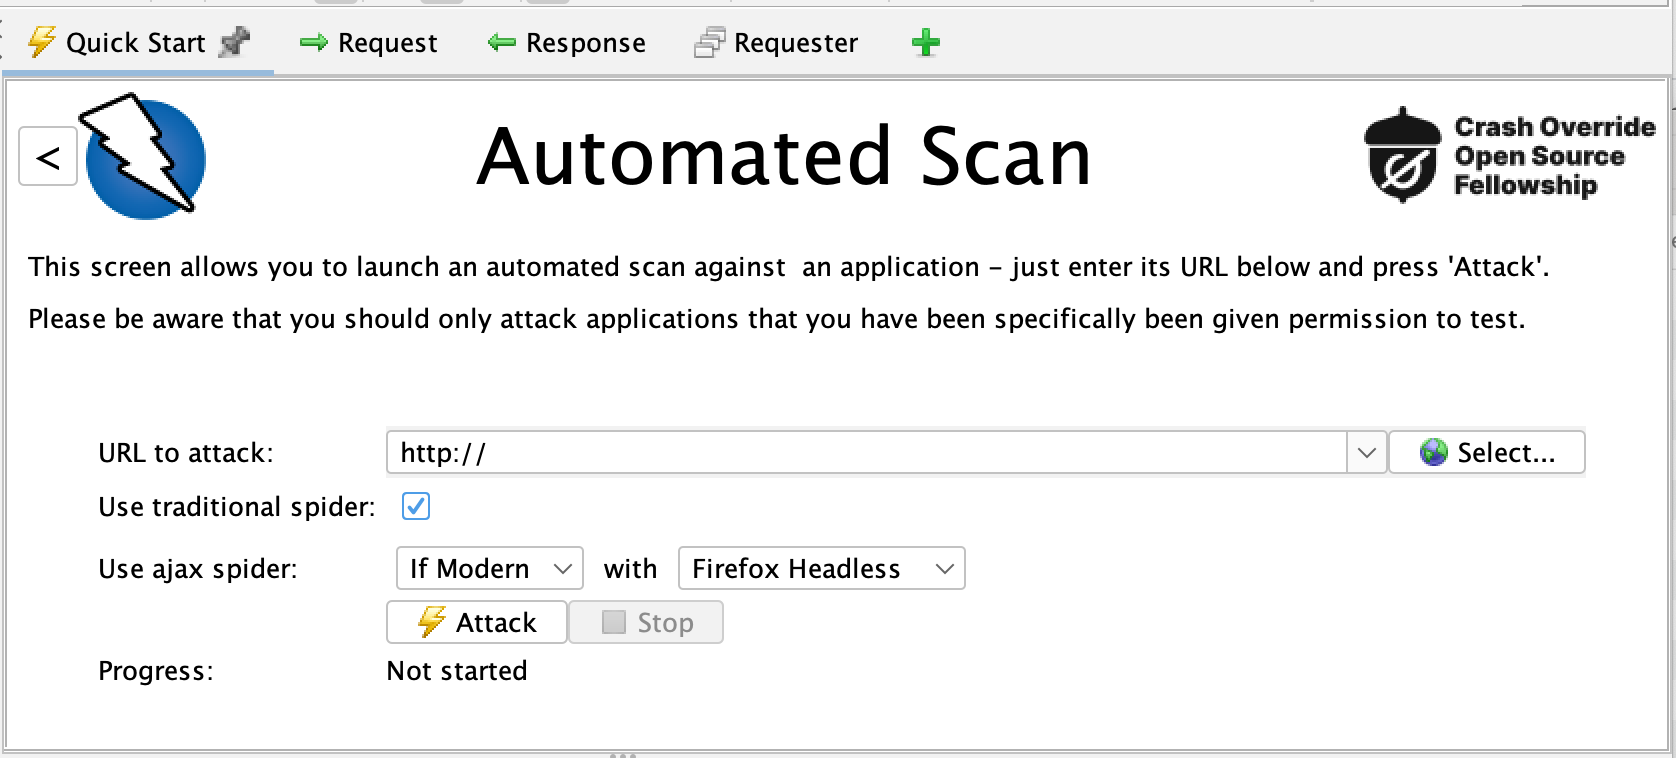 Quick Start Request Response Requester
<
Automated Scan
Crash Override
Open Source
Fellowship
This screen allows you to launch an automated scan against  an application – just enter its URL below and press 'Attack'.
Please be aware that you should only attack applications that you have been specifically been given permission to test.
URL to attack: http:// Select...
Use traditional spider:
Use ajax spider: If Modern with Firefox Headless
Attack Stop
Progress: Not started